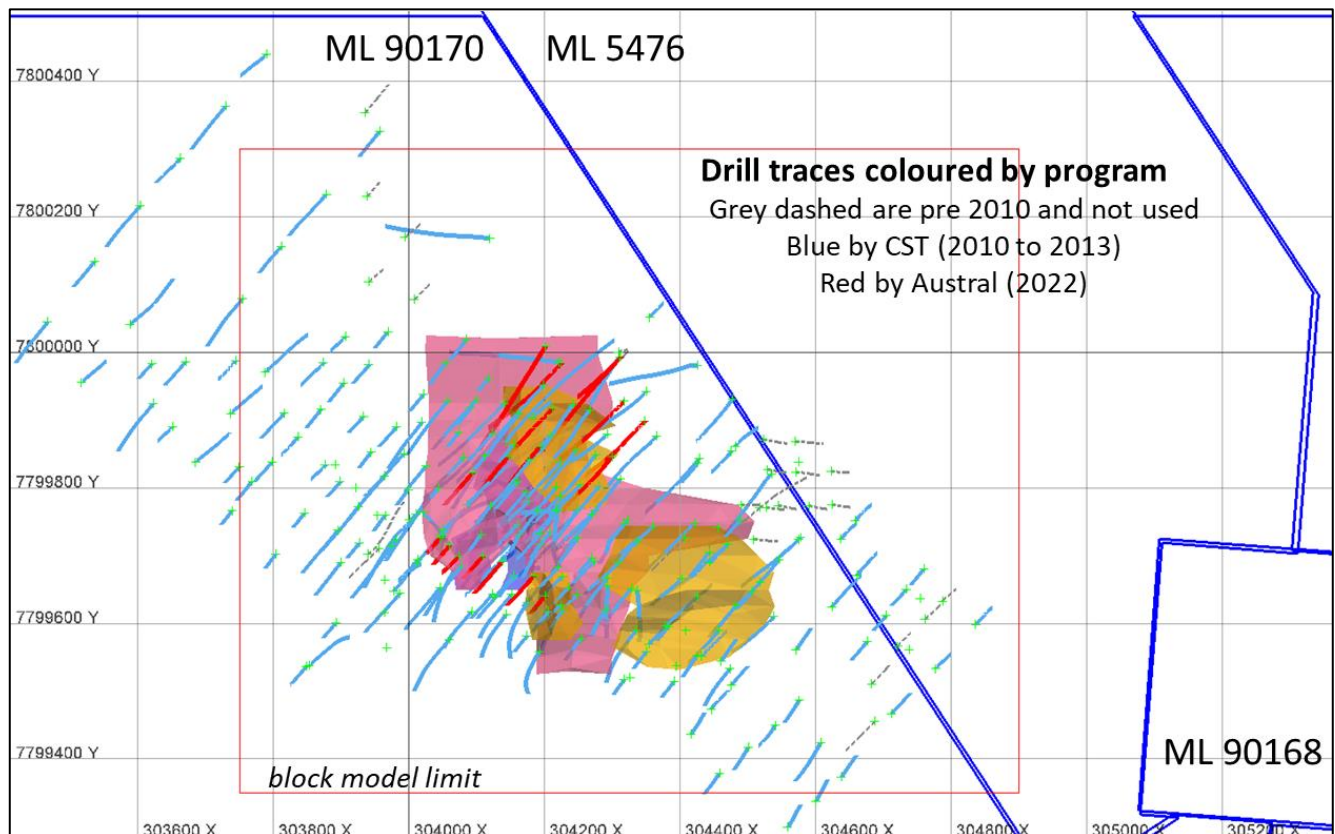 ML 90170
ML 5476
7800400 Y
Drill traces coloured by program
Grey dashed are pre 2010 and not used
7800200 Y
Blue by CST (2010 to 2013)
Red by Austral (2022)
7800000 Y
7799800 Y
7799600 Y
7799400 Y
block model limit
ML 90168
303600 X
303800 X
304000 X
304200 X
304400 X
304600 X
304800 X
305000 X
305200 X